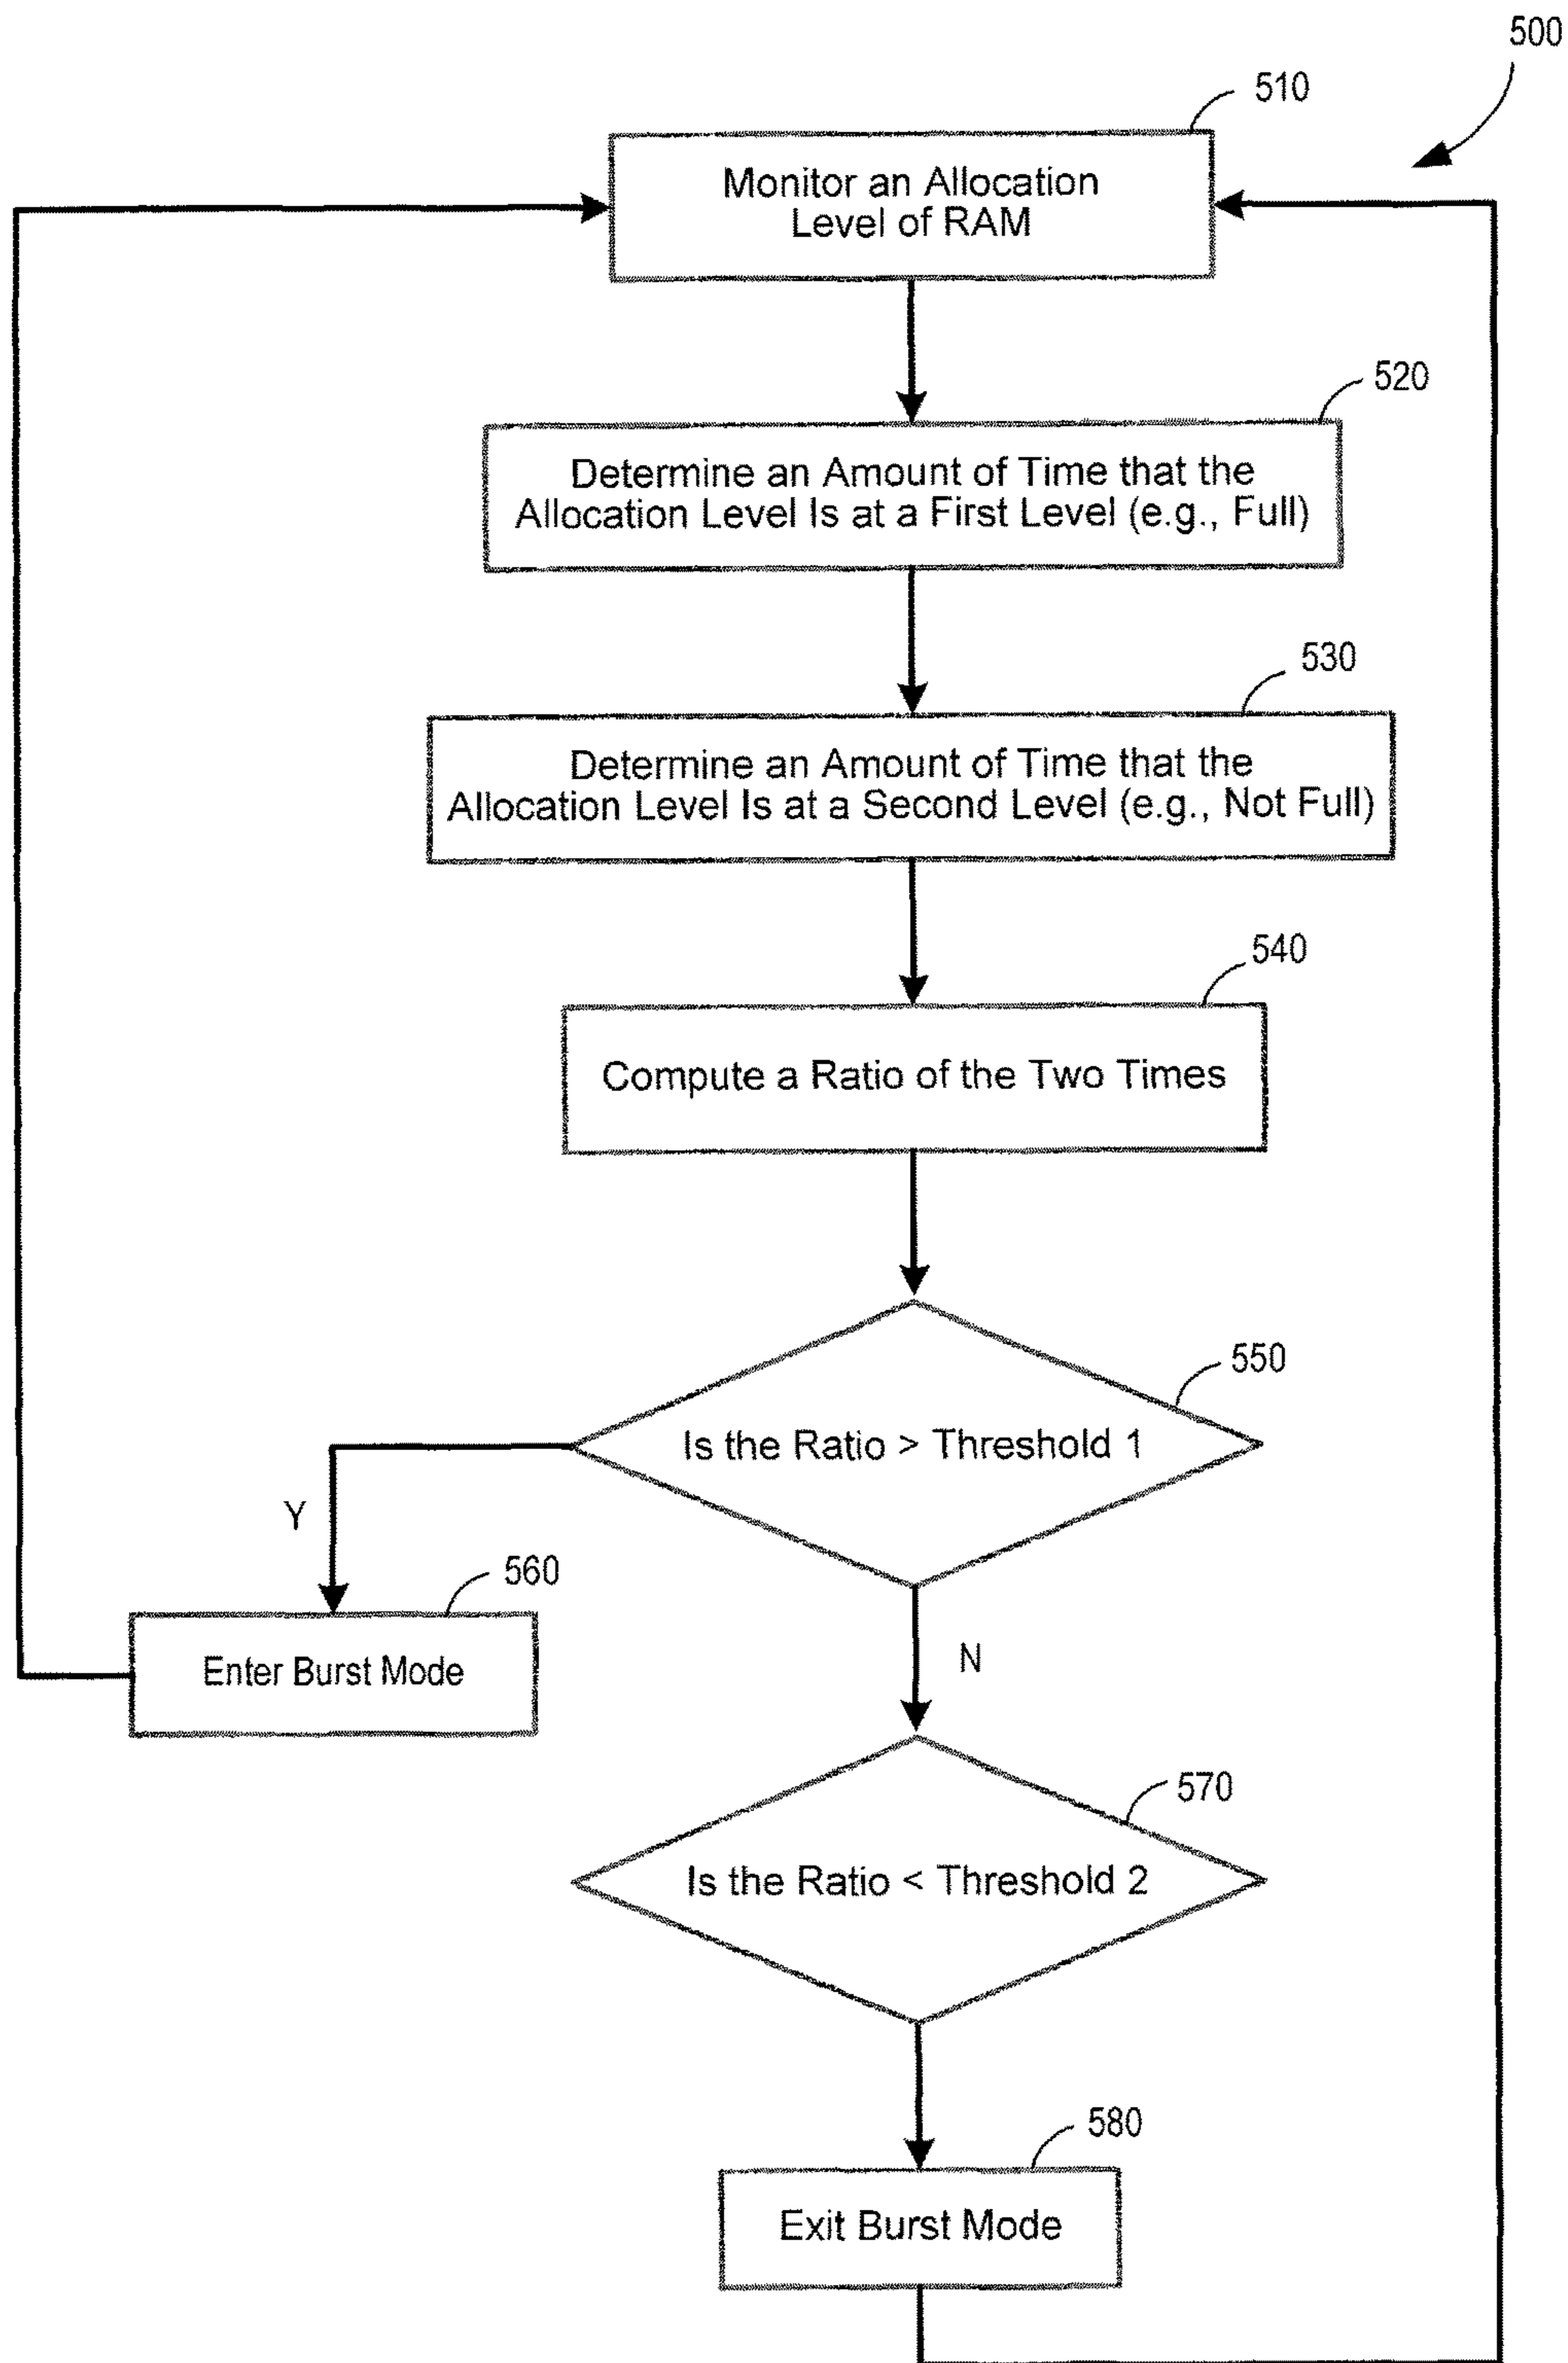 500
510
Monitor an Allocation
Level of RAM
520
Determine an Amount of Time that the
Allocation Level Is at a First Level (e.g., Full)
530
Determine an Amount of Time that the
Allocation Level Is at a Second Level (e.g., Not Full)
540
Compute a Ratio of the Two Times
550
Is the Ratio > Threshold 1
Y
560
Enter Burst Mode
N
570
Is the Ratio < Threshold 2
580
Exit Burst Mode